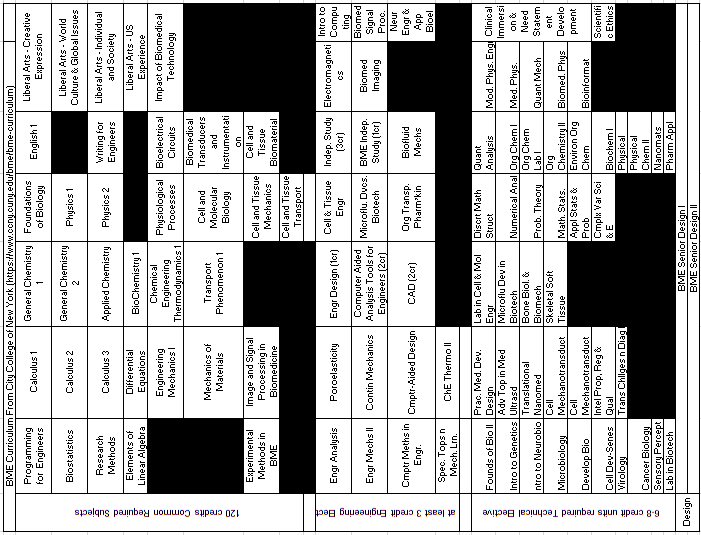 BME Curriculum From City College of New York (https://www.ccny.cuny.edu/bme/bme-curriculum)
120 credits Common Required Subjects
Programming for Engineers
Calculus 1
General Chemistry 1
Foundations of Biology
English 1
Liberal Arts - Creative Expression
Biostatistics
Calculus 2
General Chemistry 2
Physics 1
Liberal Arts - World Culture & Global Issues
Research Methods
Calculus 3
Applied Chemistry
Physics 2
Writing for Engineers
Liberal Arts - Individual and Society
Elements of Linear Algebra
Differential Equations
BioChemistry 1
Liberal Arts - US Experience
Engineering Mechanics I
Chemical Engineering Thermodynamics 1
Physiological Processes
Bioelectrical Circuits
Impact of Biomedical Technology
Mechanics of Materials
Transport Phenomenon 1
Cell and Molecular Biology
Biomedical Transducers and Instrumentation
Experimental Methods in BME
Image and Signal Processing in Biomedicine
Cell and Tissue Mechanics
Cell and Tissue Biomaterial
Cell and Tissue Transport
at least 3 credit Engineering Elect
Engr Analysis
Poroelasticity
Engr Design (1cr)
Cell & Tissue Engr
Indep. Study (3cr)
Electromagnetics
Intro to Computing
Engr Mechs II
Contin Mechanics
Computer Aided Analysis Tools for Engineers (2cr)
Microflu. Dvcs. Biotech
BME Indep. Study (1cr)
Biomed Imaging
Biomed Signal Proc.
Cmptr Meths in Engr.
Cmptr-Aided Design
CAD (2cr)
Org Transp. Pharm*kin
Biofluid Mechs
Neur Engr & App Bioel
Spec. Tops n Mech. Lrn.
ChE Thermo II
6-8 credit units required Technical Elective
Founds of Bio II
Prac. Med. Dev. Design
Lab in Cell & Mol Engr
Discrt Math Struct
Quant Analysis
Mod. Phys. Eng
Clinical Immersion & Need Statement Development
Intro to Genetics
Adv Top in Med Ultrasd
Microflu Dev in Biotech
Numerical Anal
Org Chem I
Med. Phys.
Intro to Neurobio
Translational Nanomed
Bone Biol. & Biomech
Prob. Theory
Org Chem Lab I
Quant Mech
Microbiology
Cell Mechanotransduct
Skeletal Soft Tissue
Math. Stats.
Org Chemistry II
Biomed. Phys
Develop Bio
Cell Mechanotransduct
Appl Stats & Prob
Environ Org Chem
Bioinformat
Cell Dev-Senes
Intel Prop, Reg & Qual
Cmplx Var Sci & E
Biochem I
Scientific Ethics
Virology
Trans Chllges n Diag
Physical
Cancer Biology
Physical Chem II
Sensory Percept
Nanomats
Lab in Biotech
Pharm.Appl
Design
BME Senior Design I
BME Senior Design II